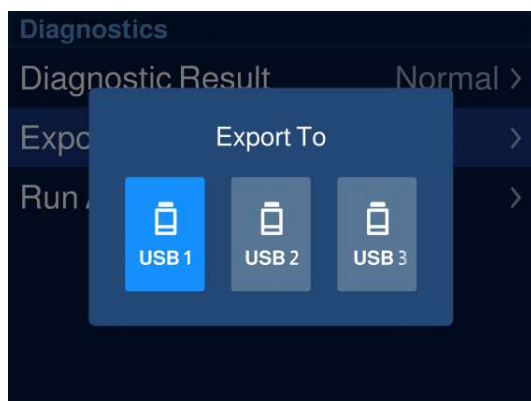 Diagnostics
Diagnostic Result Normal >
Expo >
Export To
Run >
USB 1 USB 2 USB 3